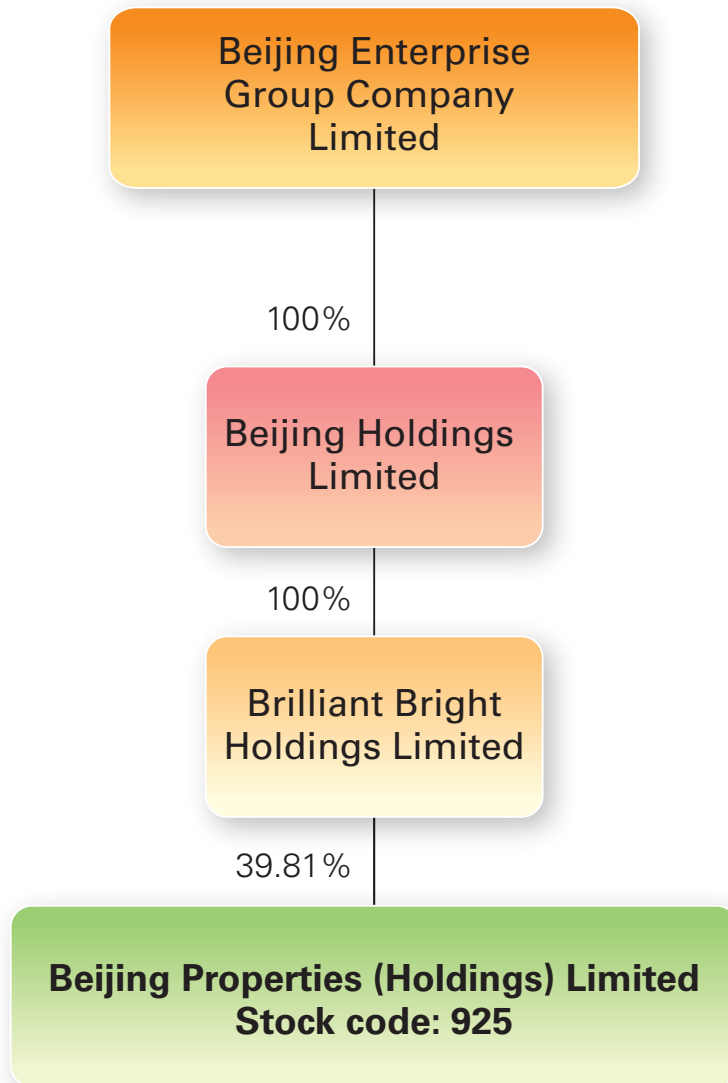 Beijing Enterprise
Group Company
Limited
100%
Beijing Holdings
Limited
100%
Brilliant Bright
Holdings Limited
39.81%
Beijing Properties (Holdings) Limited
Stock code: 925